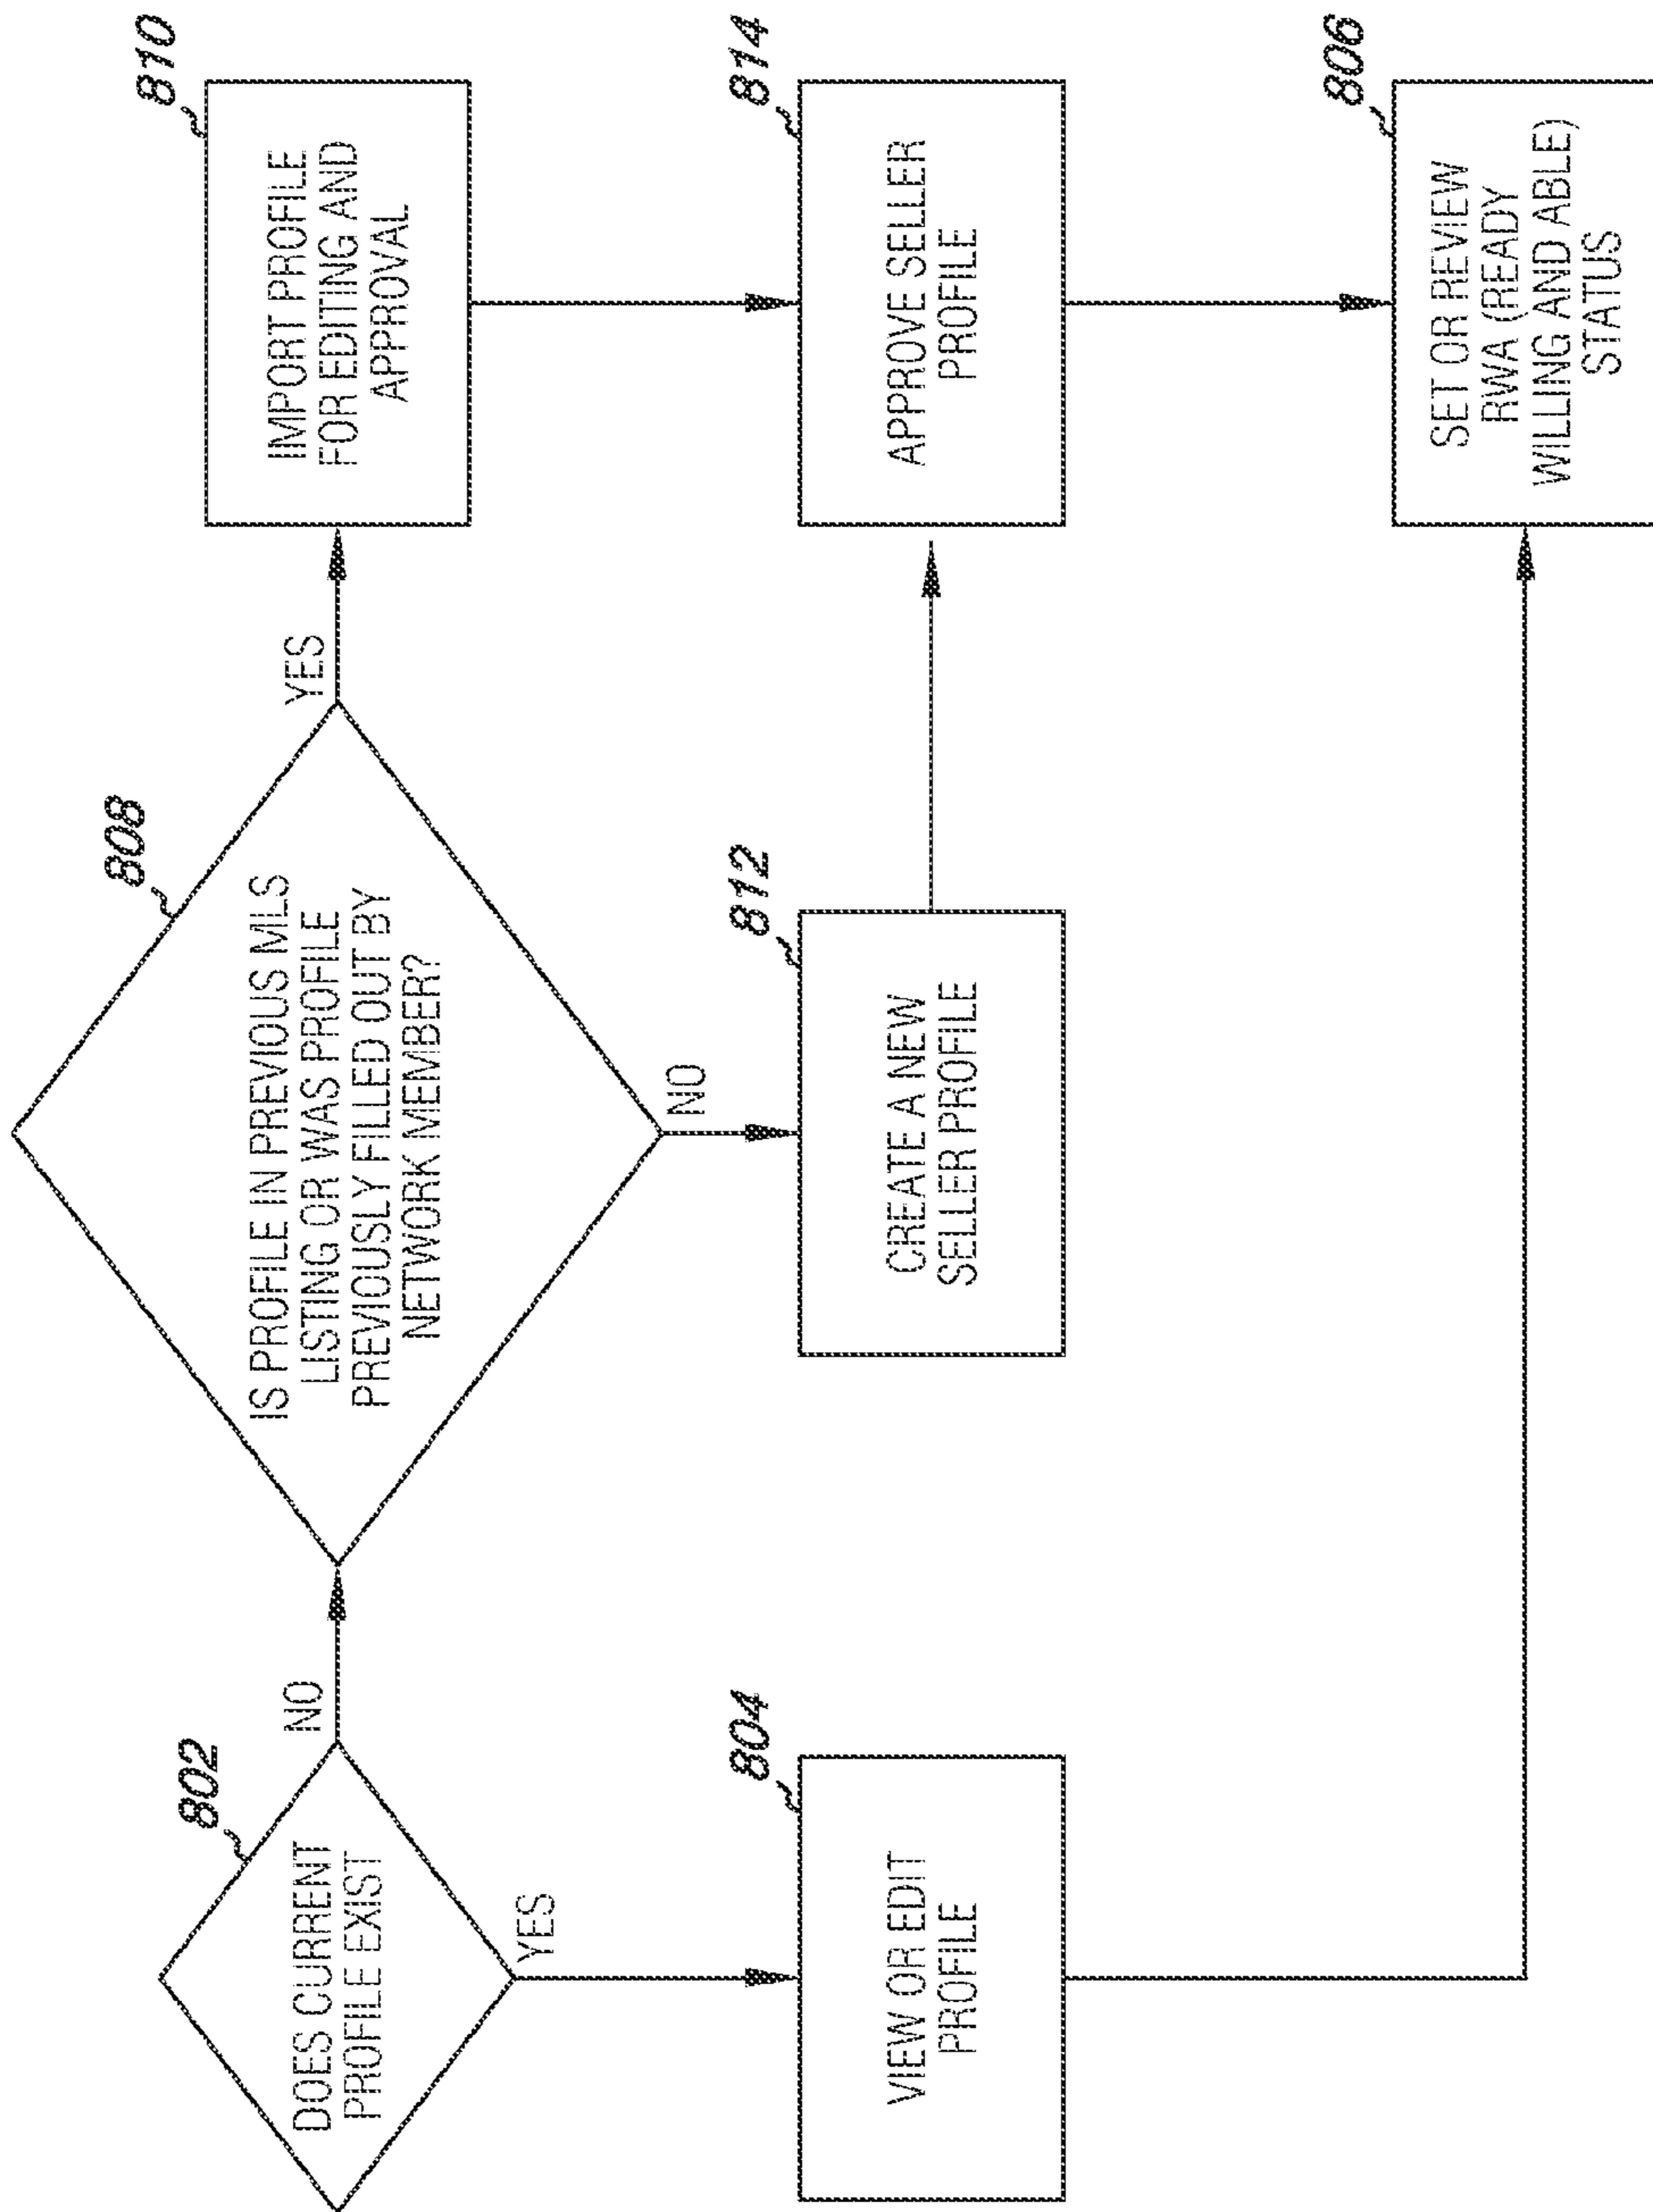 802
DOES CURRENT
PROFILE EXIST
NO
YES
808
IS PROFILE IN PREVIOUS MLS
LISTING OR WAS PROFILE
PREVIOUSLY FILLED OUT BY
NETWORK MEMBER?
YES
NO
810
IMPORT PROFILE
FOR EDITING AND
APPROVAL
804
VIEW OR EDIT
PROFILE
812
CREATE A NEW
SELLER PROFILE
814
APPROVE SELLER
PROFILE
806
SET OR REVIEW
RWA (READY
WILLING AND ABLE)
STATUS